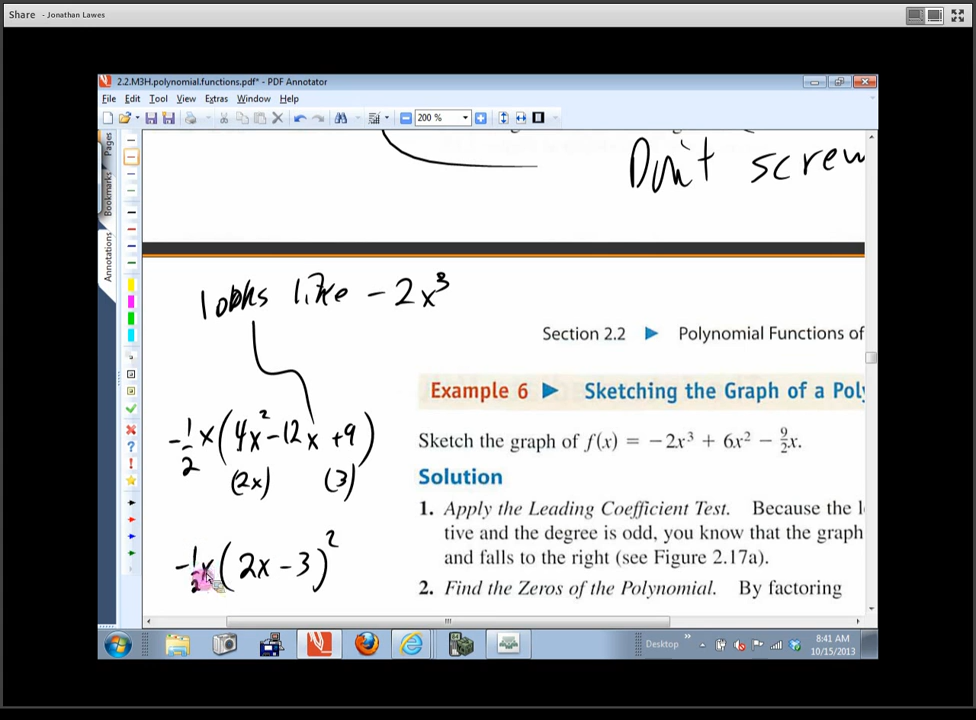 Share - Jonathan Lawes
2.2.M3H.polynomial.functions.pdf* - PDF Annotator
File Edit Tool View Extras Window Help
200 %
Pages
Bookmarks
Annotations
Don't screw
looks like -2x³
Section 2.2 ▶ Polynomial Functions of
Example 6 ▶ Sketching the Graph of a Pol
-1/2 x (4x² -12x +9)
(2x) (3)
Sketch the graph of f(x) = −2x³ + 6x² − 9/2 x.
Solution
1. Apply the Leading Coefficient Test. Because the l
tive and the degree is odd, you know that the graph
and falls to the right (see Figure 2.17a).
-1/2 x (2x -3)²
2. Find the Zeros of the Polynomial. By factoring
Desktop
8:41 AM
10/15/2013